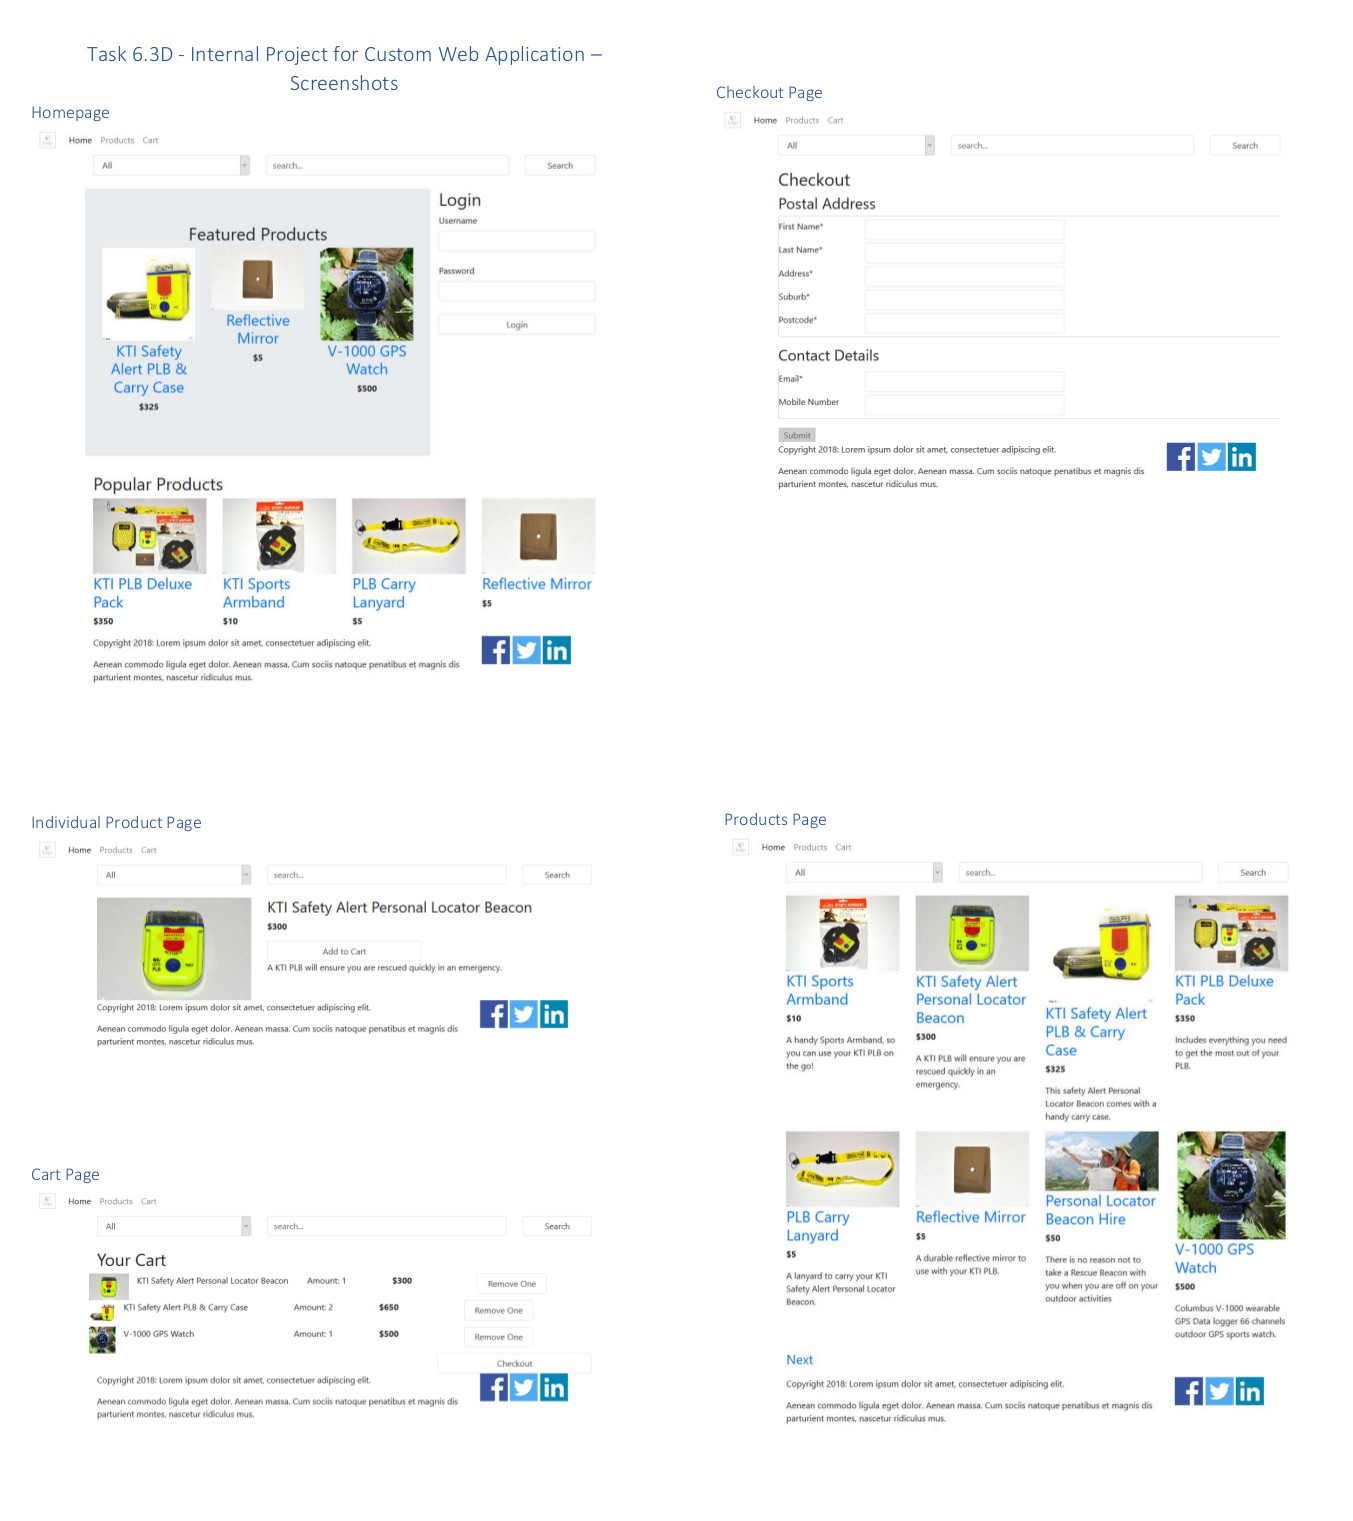 Task 6.3D - Internal Project for Custom Web Application –
Screenshots
Homepage
Home Products Cart
All search... Search
Featured Products
KTI Safety
Alert PLB &
Carry Case
$325
Reflective
Mirror
$5
V-1000 GPS
Watch
$500
Login
Username
Password
Login
Popular Products
KTI PLB Deluxe
Pack
$350
KTI Sports
Armband
$10
PLB Carry
Lanyard
$5
Reflective Mirror
$5
Copyright 2018: Lorem ipsum dolor sit amet, consectetuer adipiscing elit.
Aenean commodo ligula eget dolor. Aenean massa. Cum sociis natoque penatibus et magnis dis
parturient montes, nascetur ridiculus mus.
Checkout Page
Home Products Cart
All search... Search
Checkout
Postal Address
First Name*
Last Name*
Address*
Suburb*
Postcode*
Contact Details
Email*
Mobile Number
Submit
Copyright 2018: Lorem ipsum dolor sit amet, consectetuer adipiscing elit.
Aenean commodo ligula eget dolor. Aenean massa. Cum sociis natoque penatibus et magnis dis
parturient montes, nascetur ridiculus mus.
Individual Product Page
Home Products Cart
All search... Search
KTI Safety Alert Personal Locator Beacon
$300
Add to Cart
A KTI PLB will ensure you are rescued quickly in an emergency.
Copyright 2018: Lorem ipsum dolor sit amet, consectetuer adipiscing elit.
Aenean commodo ligula eget dolor. Aenean massa. Cum sociis natoque penatibus et magnis dis
parturient montes, nascetur ridiculus mus.
Cart Page
Home Products Cart
All search... Search
Your Cart
KTI Safety Alert Personal Locator Beacon Amount: 1 $300 Remove One
KTI Safety Alert PLB & Carry Case Amount: 2 $650 Remove One
V-1000 GPS Watch Amount: 1 $500 Remove One
Checkout
Copyright 2018: Lorem ipsum dolor sit amet, consectetuer adipiscing elit.
Aenean commodo ligula eget dolor. Aenean massa. Cum sociis natoque penatibus et magnis dis
parturient montes, nascetur ridiculus mus.
Products Page
Home Products Cart
All search... Search
KTI Sports
Armband
$10
A handy Sports Armband, so
you can use your KTI PLB on
the go!
KTI Safety Alert
Personal Locator
Beacon
$300
A KTI PLB will ensure you are
rescued quickly in an
emergency.
KTI Safety Alert
PLB & Carry
Case
$325
This safety Alert Personal
Locator Beacon comes with a
handy carry case.
KTI PLB Deluxe
Pack
$350
Includes everything you need
to get the most out of your
PLB.
PLB Carry
Lanyard
$5
A lanyard to carry your KTI
Safety Alert Personal Locator
Beacon.
Reflective Mirror
$5
A durable reflective mirror to
use with your KTI PLB.
Personal Locator
Beacon Hire
$50
There is no reason not to
take a Rescue Beacon with
you when you are off on your
outdoor activities
V-1000 GPS
Watch
$500
Columbus V-1000 wearable
GPS Data logger 66 channels
outdoor GPS sports watch.
Next
Copyright 2018: Lorem ipsum dolor sit amet, consectetuer adipiscing elit.
Aenean commodo ligula eget dolor. Aenean massa. Cum sociis natoque penatibus et magnis dis
parturient montes, nascetur ridiculus mus.